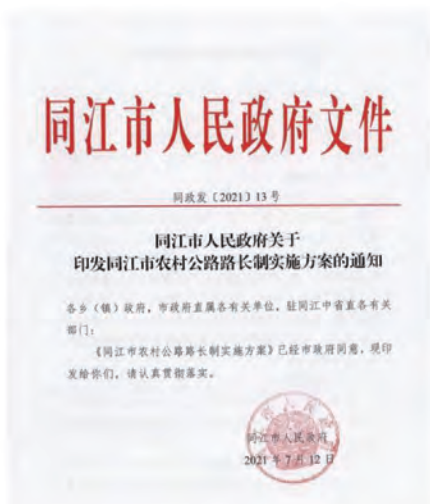 同江市人民政府文件
同政发〔2021〕13号
同江市人民政府关于
印发同江市农村公路路长制实施方案的通知
各乡（镇）政府，市政府直属各有关单位，驻同江中省直各有关
部门：
《同江市农村公路路长制实施方案》已经市政府同意，现印
发给你们，请认真贯彻落实。
同江市人民政府
2021年7月12日